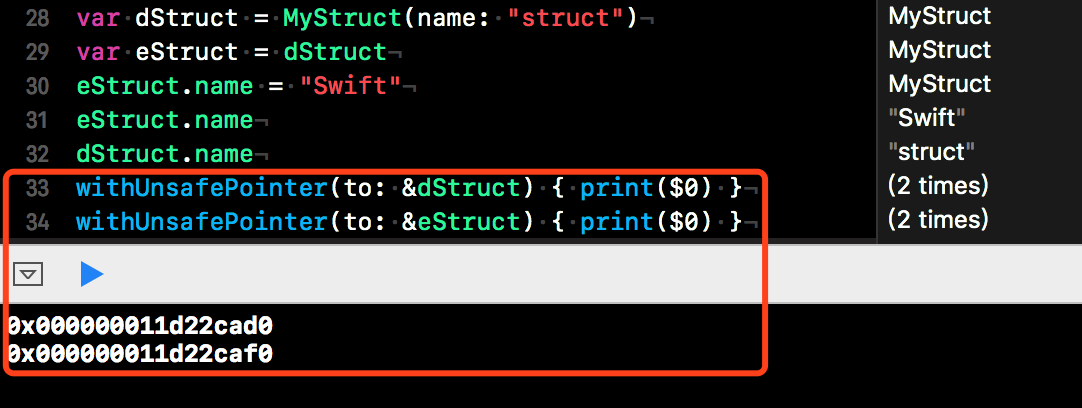 28 var dStruct = MyStruct(name: "struct") MyStruct
29 var eStruct = dStruct MyStruct
30 eStruct.name = "Swift" MyStruct
31 eStruct.name "Swift"
32 dStruct.name "struct"
33 withUnsafePointer(to: &dStruct) { print($0) } (2 times)
34 withUnsafePointer(to: &eStruct) { print($0) } (2 times)
0x000000011d22cad0
0x000000011d22caf0